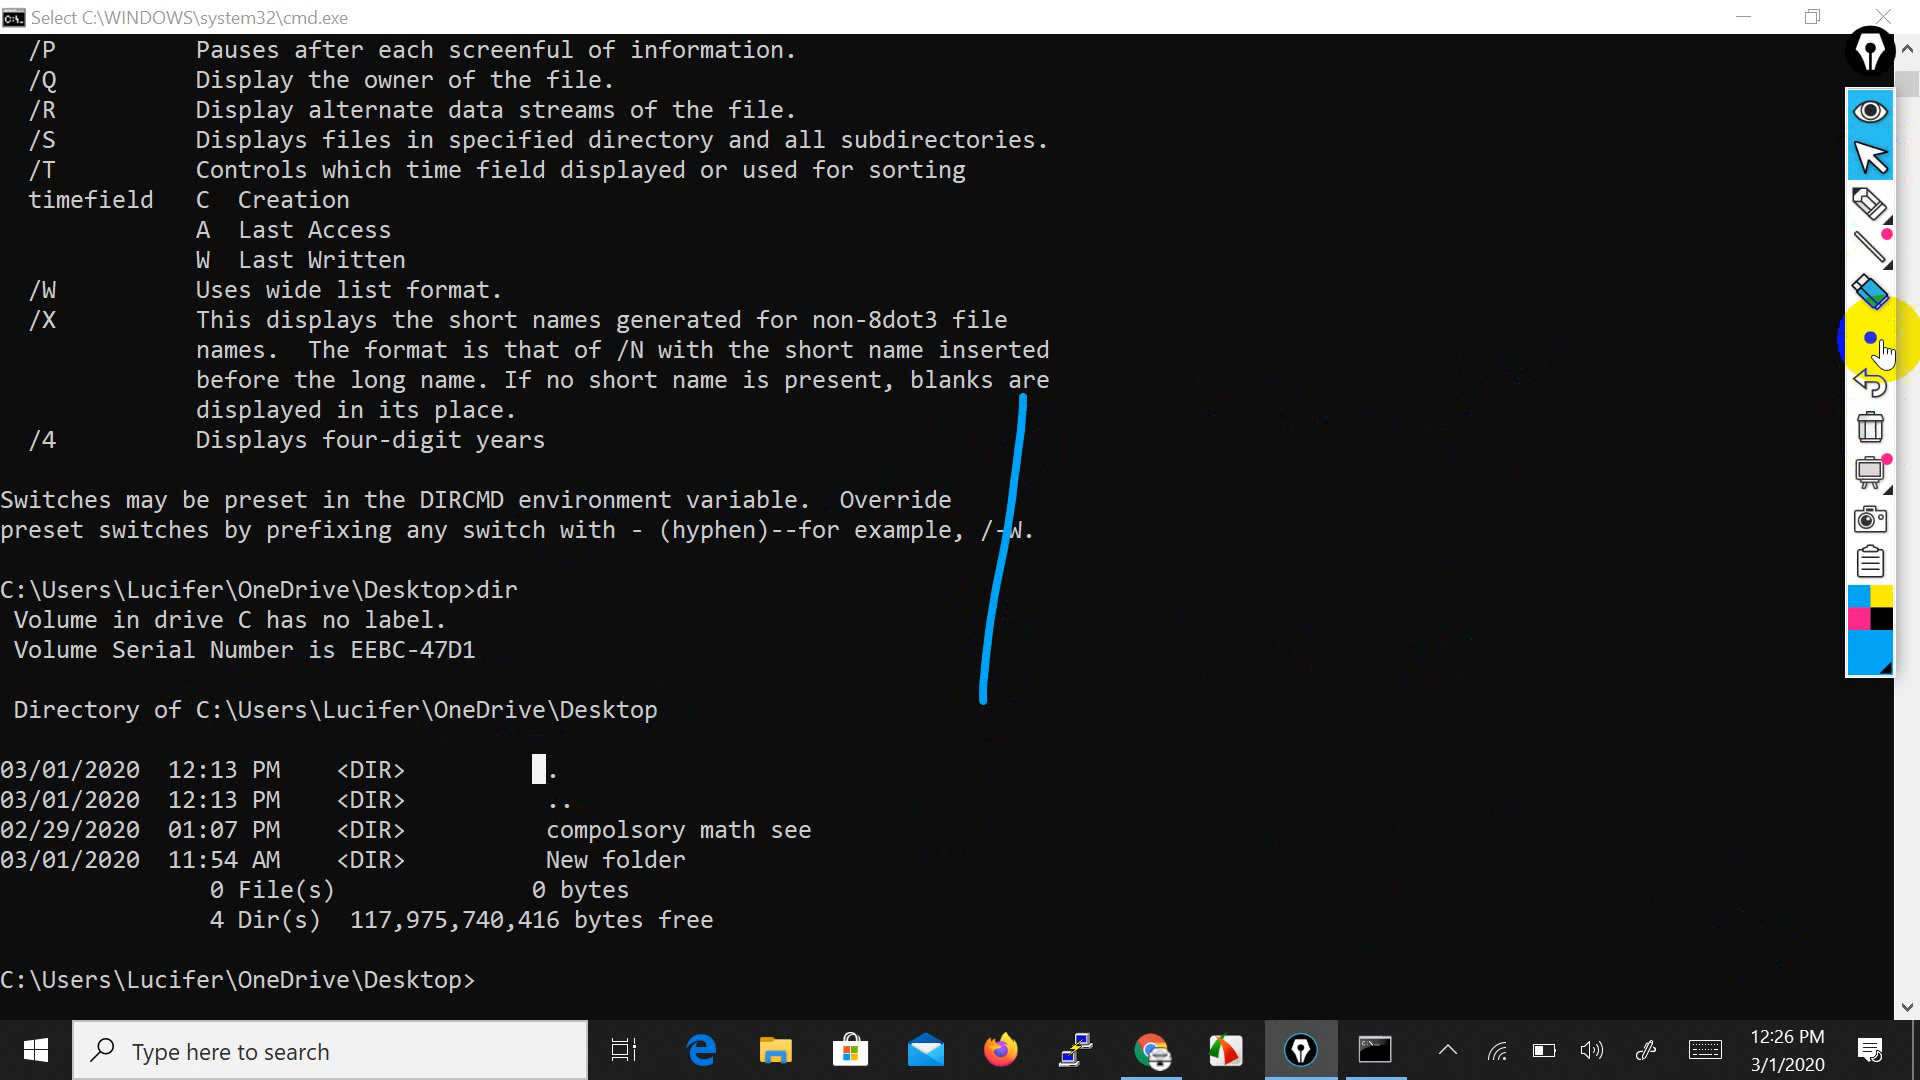 Select C:\WINDOWS\system32\cmd.exe
/P Pauses after each screenful of information.
/Q Display the owner of the file.
/R Display alternate data streams of the file.
/S Displays files in specified directory and all subdirectories.
/T Controls which time field displayed or used for sorting
timefield C Creation
A Last Access
W Last Written
/W Uses wide list format.
/X This displays the short names generated for non-8dot3 file
names. The format is that of /N with the short name inserted
before the long name. If no short name is present, blanks are
displayed in its place.
/4 Displays four-digit years
Switches may be preset in the DIRCMD environment variable. Override
preset switches by prefixing any switch with - (hyphen)--for example, /-W.
C:\Users\Lucifer\OneDrive\Desktop>dir
Volume in drive C has no label.
Volume Serial Number is EEBC-47D1
Directory of C:\Users\Lucifer\OneDrive\Desktop
03/01/2020 12:13 PM <DIR> .
03/01/2020 12:13 PM <DIR> ..
02/29/2020 01:07 PM <DIR> compolsory math see
03/01/2020 11:54 AM <DIR> New folder
0 File(s) 0 bytes
4 Dir(s) 117,975,740,416 bytes free
C:\Users\Lucifer\OneDrive\Desktop>
Type here to search
12:26 PM
3/1/2020